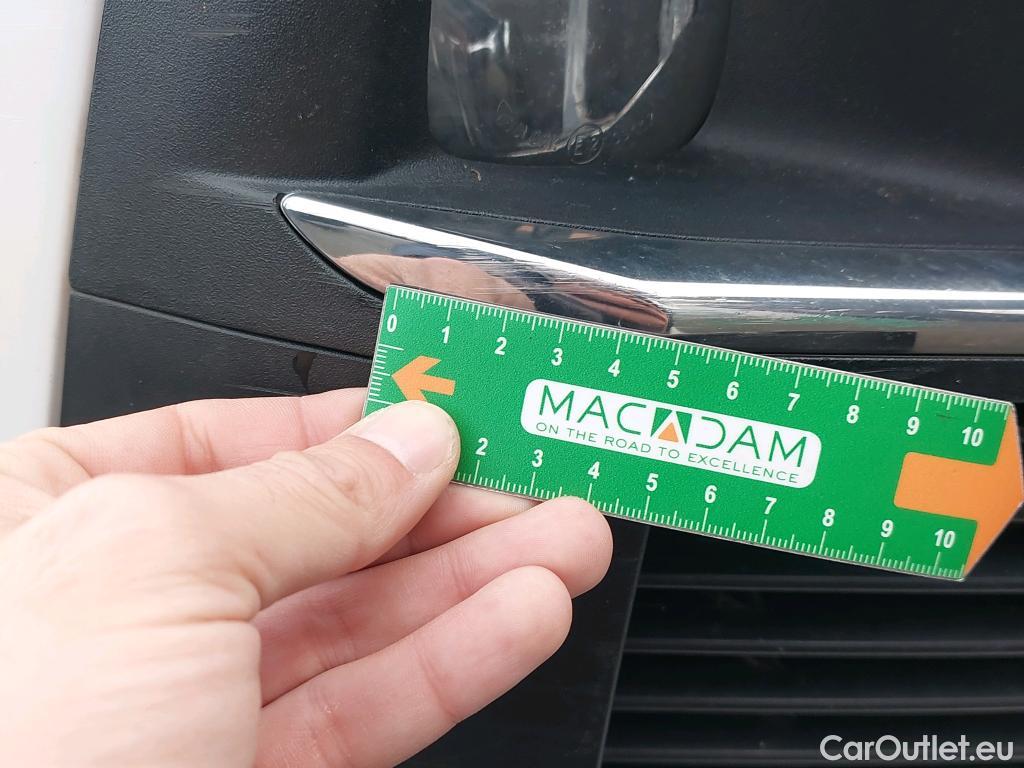 E2
0 1 2 3 4 5 6 7 8 9 10
MACADAM
ON THE ROAD TO EXCELLENCE
2 3 4 5 6 7 8 9 10
CarOutlet.eu